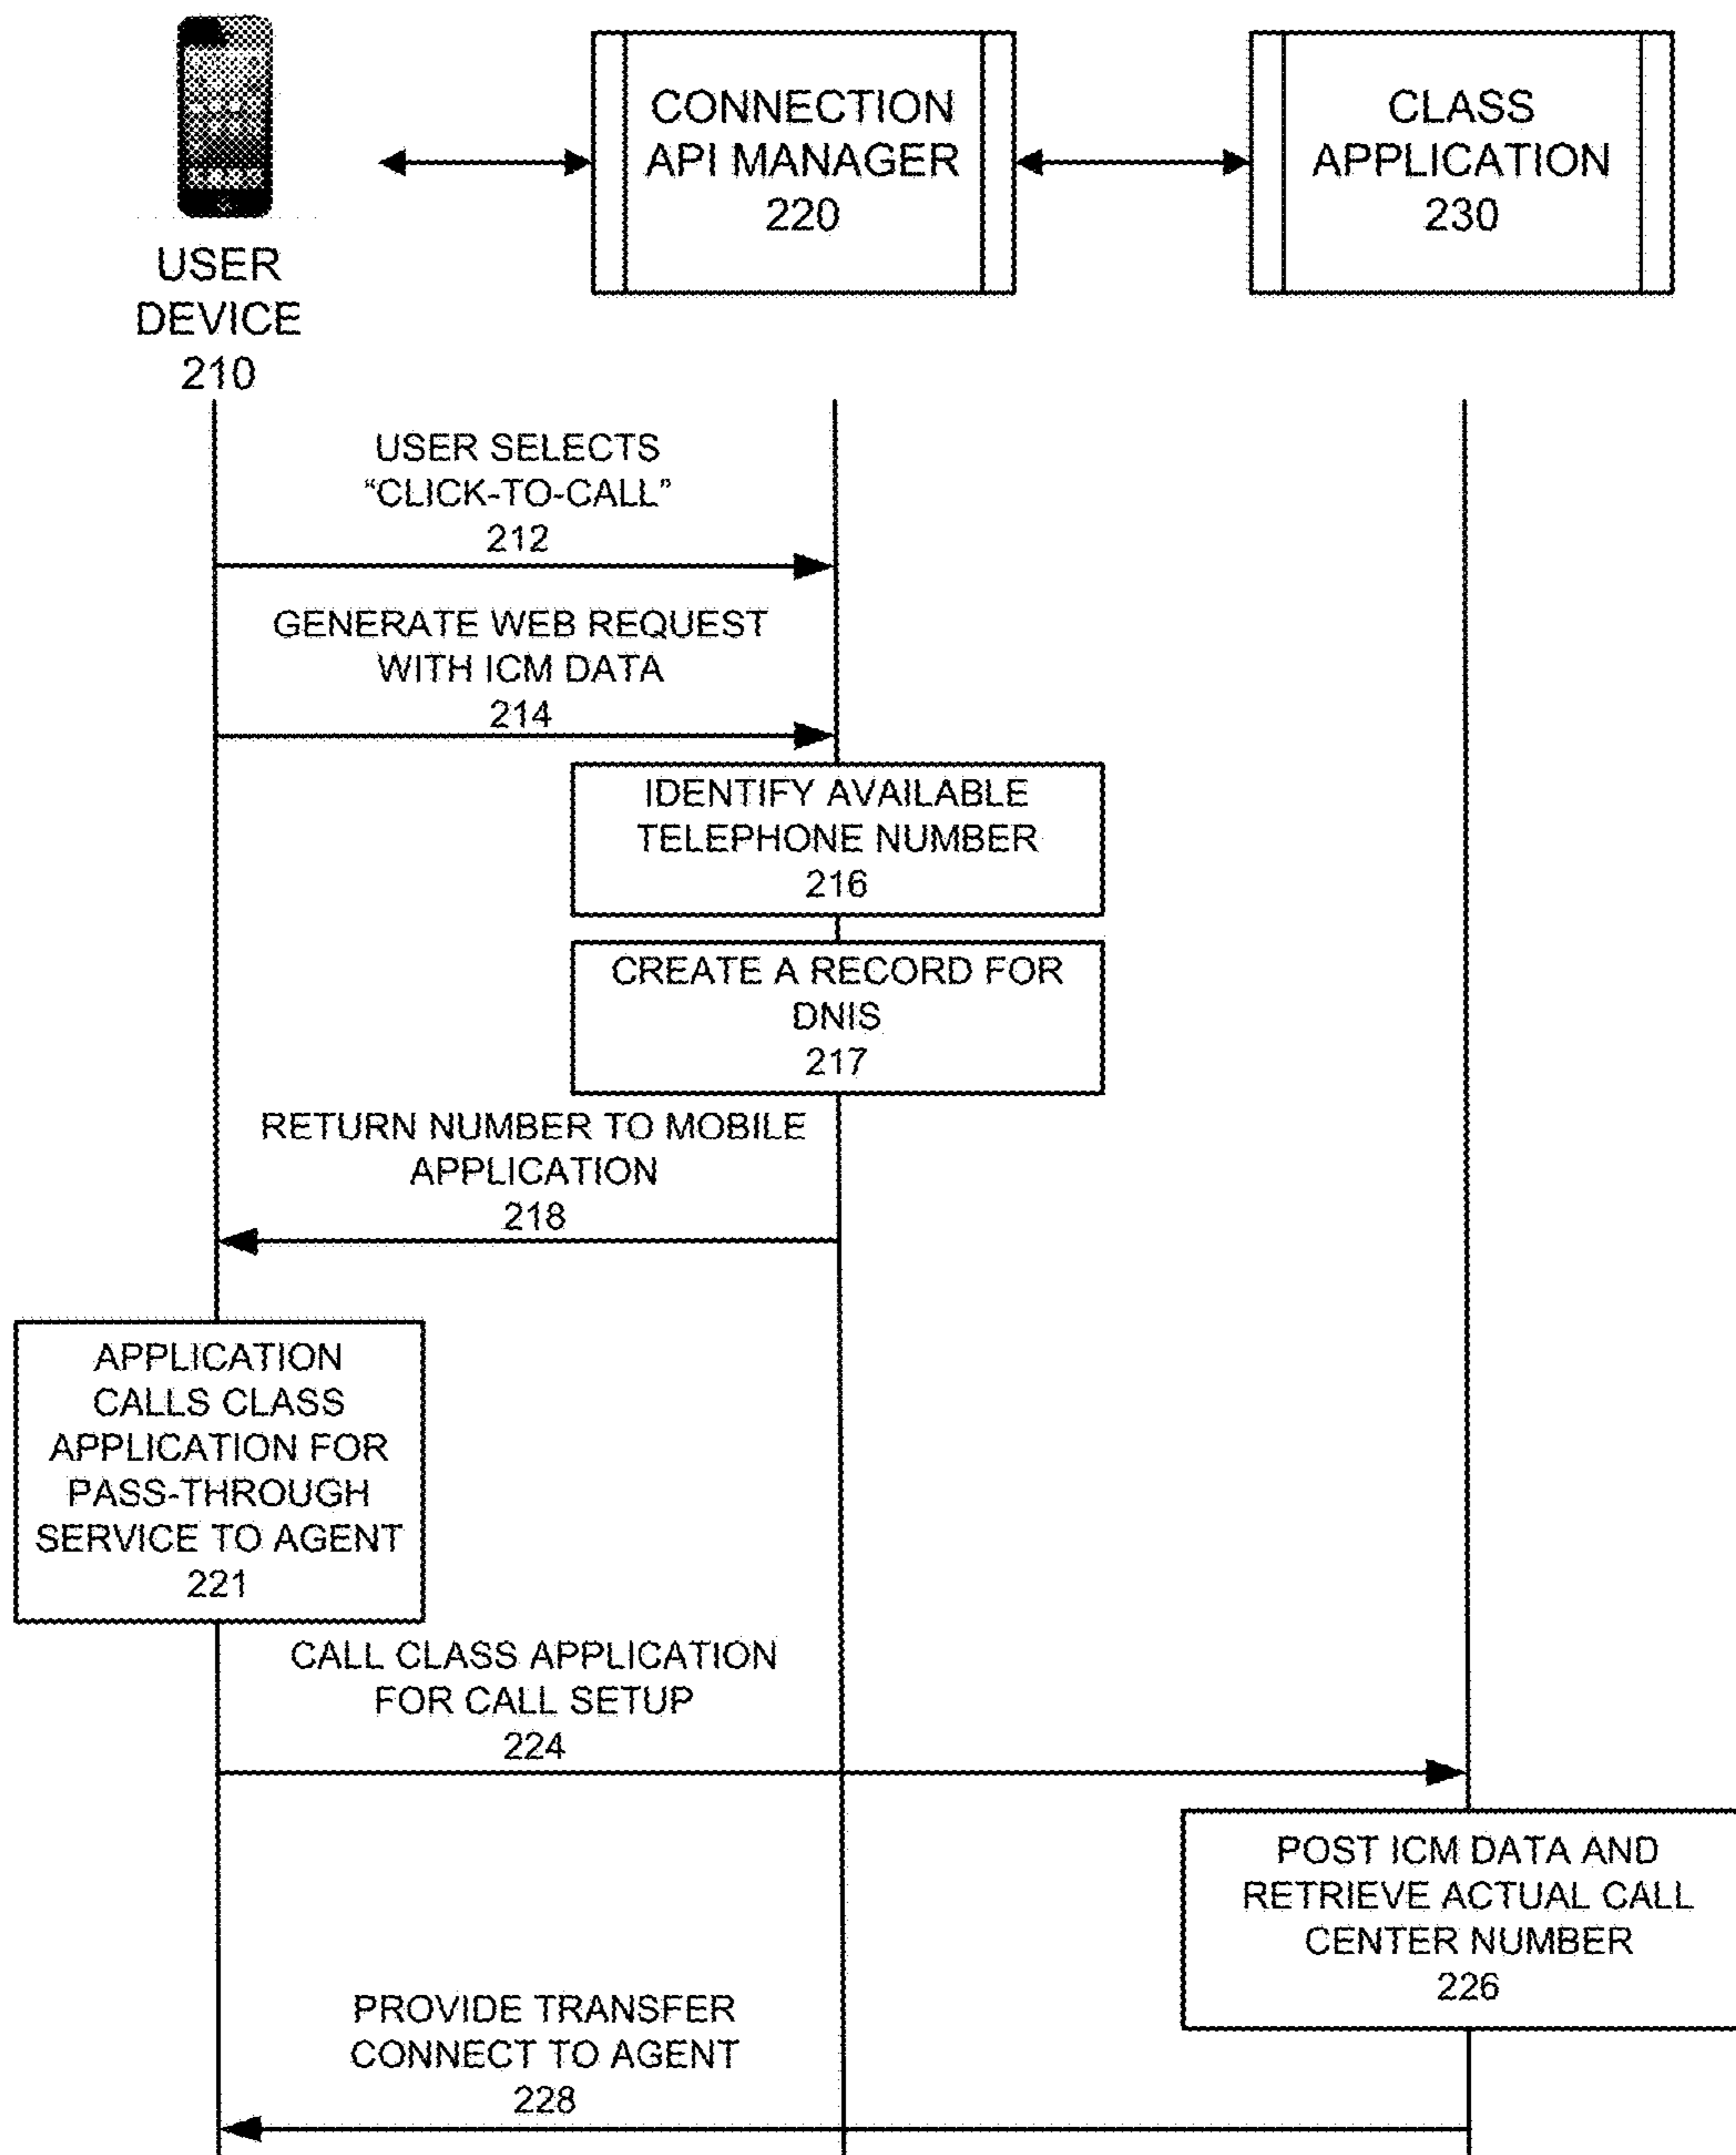 USER
DEVICE
210
CONNECTION
API MANAGER
220
CLASS
APPLICATION
230
USER SELECTS
“CLICK-TO-CALL”
212
GENERATE WEB REQUEST
WITH ICM DATA
214
IDENTIFY AVAILABLE
TELEPHONE NUMBER
216
CREATE A RECORD FOR
DNIS
217
RETURN NUMBER TO MOBILE
APPLICATION
218
APPLICATION
CALLS CLASS
APPLICATION FOR
PASS-THROUGH
SERVICE TO AGENT
221
CALL CLASS APPLICATION
FOR CALL SETUP
224
POST ICM DATA AND
RETRIEVE ACTUAL CALL
CENTER NUMBER
226
PROVIDE TRANSFER
CONNECT TO AGENT
228